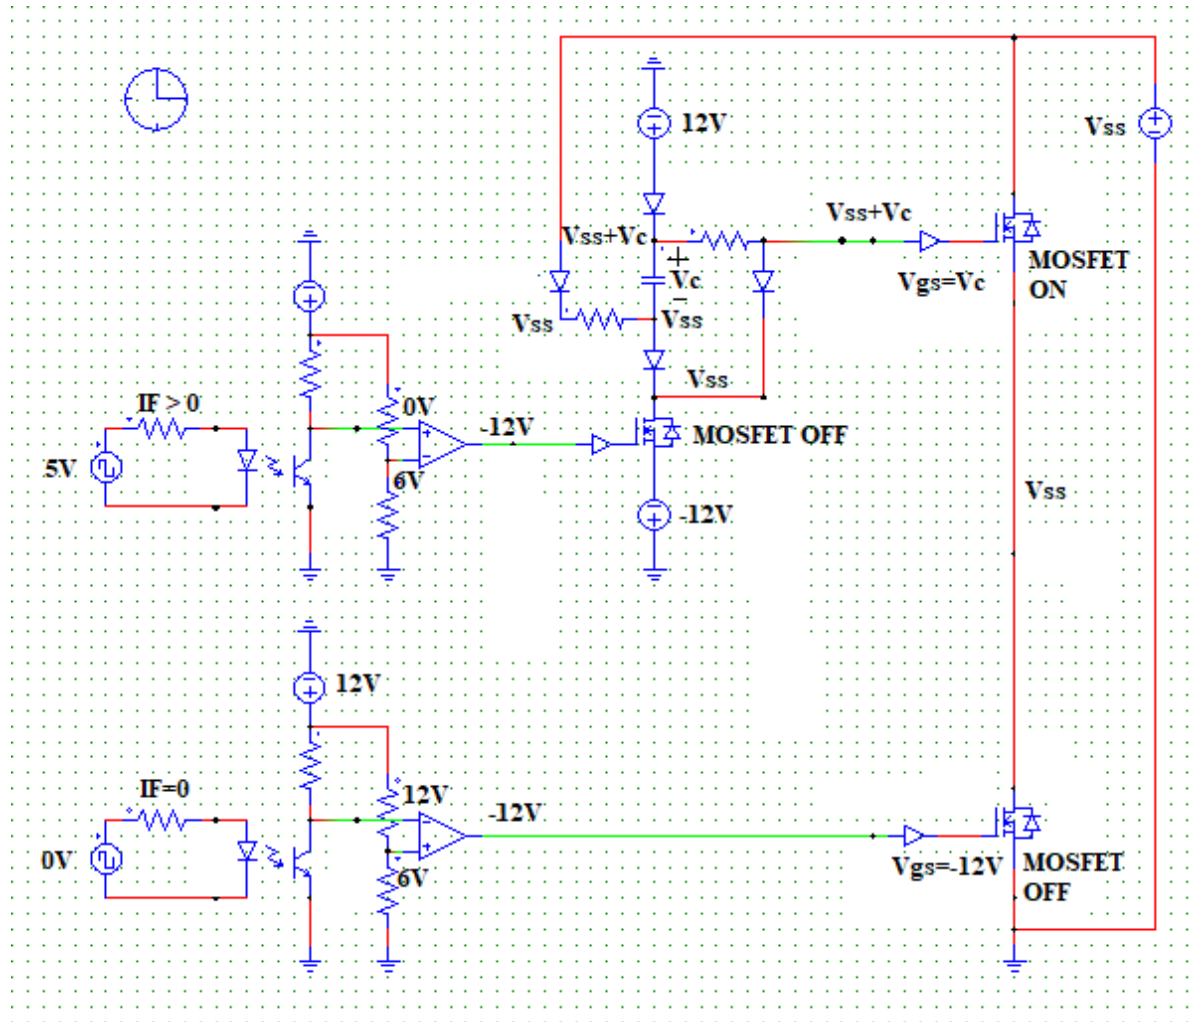 12V
Vss
Vss+Vc
Vss+Vc
+
Vc
−
Vgs=Vc
MOSFET
ON
Vss
Vss
Vss
IF > 0
0V
-12V
MOSFET OFF
5V
6V
-12V
Vss
12V
IF=0
12V
-12V
0V
6V
Vgs=-12V
MOSFET
OFF